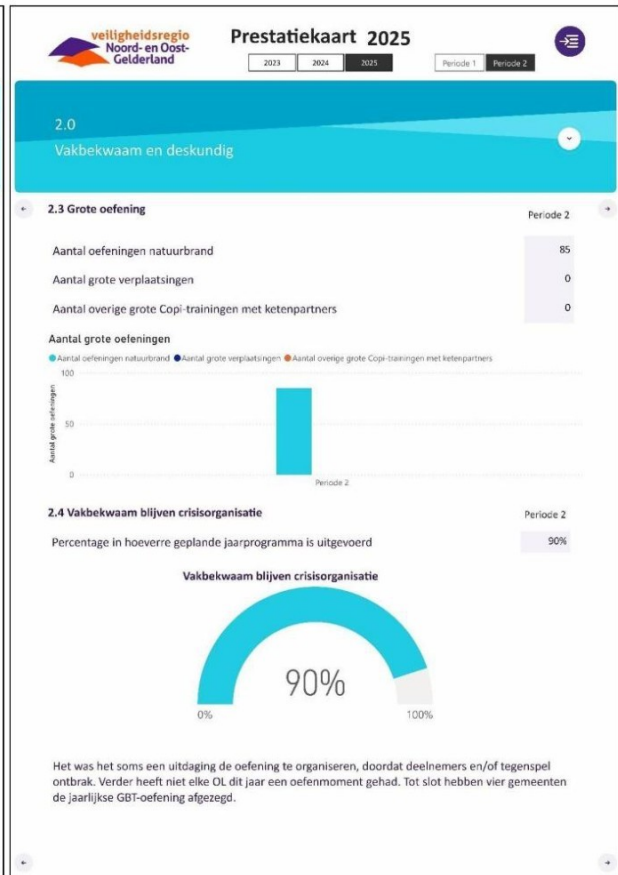 veiligheidsregio
Noord- en Oost-
Gelderland
Prestatiekaart 2025
2023 2024 2025
Periode 1 Periode 2
2.0
Vakbekwaam en deskundig
2.3 Grote oefening
Periode 2
Aantal oefeningen natuurbrand 85
Aantal grote verplaatsingen 0
Aantal overige grote Copi-trainingen met ketenpartners 0
Aantal grote oefeningen
Aantal oefeningen natuurbrand Aantal grote verplaatsingen Aantal overige grote Copi-trainingen met ketenpartners
Aantal grote oefeningen
100
50
0
Periode 2
2.4 Vakbekwaam blijven crisisorganisatie
Periode 2
Percentage in hoeverre geplande jaarprogramma is uitgevoerd 90%
Vakbekwaam blijven crisisorganisatie
90%
0% 100%
Het was het soms een uitdaging de oefening te organiseren, doordat deelnemers en/of tegenspel
ontbrak. Verder heeft niet elke OL dit jaar een oefenmoment gehad. Tot slot hebben vier gemeenten
de jaarlijkse GBT-oefening afgezegd.